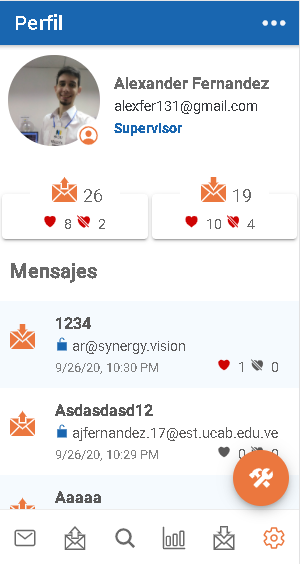 Perfil
Alexander Fernandez
alexfer131@gmail.com
Supervisor
26
8 2
19
10 4
Mensajes
1234
ar@synergy.vision
9/26/20, 10:30 PM 1 0
Asdasdasd12
ajfernandez.17@est.ucab.edu.ve
9/26/20, 10:29 PM 0 0
Aaaaa